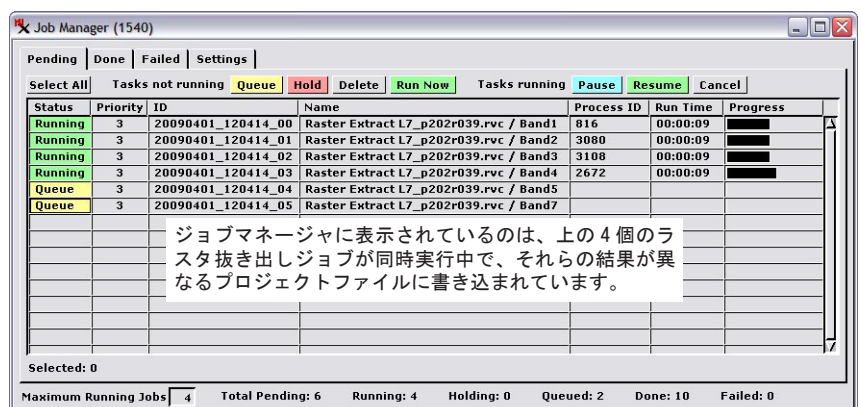 Job Manager (1540)
Pending Done Failed Settings
Select All Tasks not running Queue Hold Delete Run Now Tasks running Pause Resume Cancel
Status Priority ID Name Process ID Run Time Progress
Running 3 20090401_120414_00 Raster Extract L7_p202r039.rvc / Band1 816 00:00:09
Running 3 20090401_120414_01 Raster Extract L7_p202r039.rvc / Band2 3080 00:00:09
Running 3 20090401_120414_02 Raster Extract L7_p202r039.rvc / Band3 3108 00:00:09
Running 3 20090401_120414_03 Raster Extract L7_p202r039.rvc / Band4 2672 00:00:09
Queue 3 20090401_120414_04 Raster Extract L7_p202r039.rvc / Band5
Queue 3 20090401_120414_05 Raster Extract L7_p202r039.rvc / Band7
ジョブマネージャに表示されているのは、上の4個のラ
スタ抜き出しジョブが同時実行中で、それらの結果が異
なるプロジェクトファイルに書き込まれています。
Selected: 0
Maximum Running Jobs 4 Total Pending: 6 Running: 4 Holding: 0 Queued: 2 Done: 10 Failed: 0